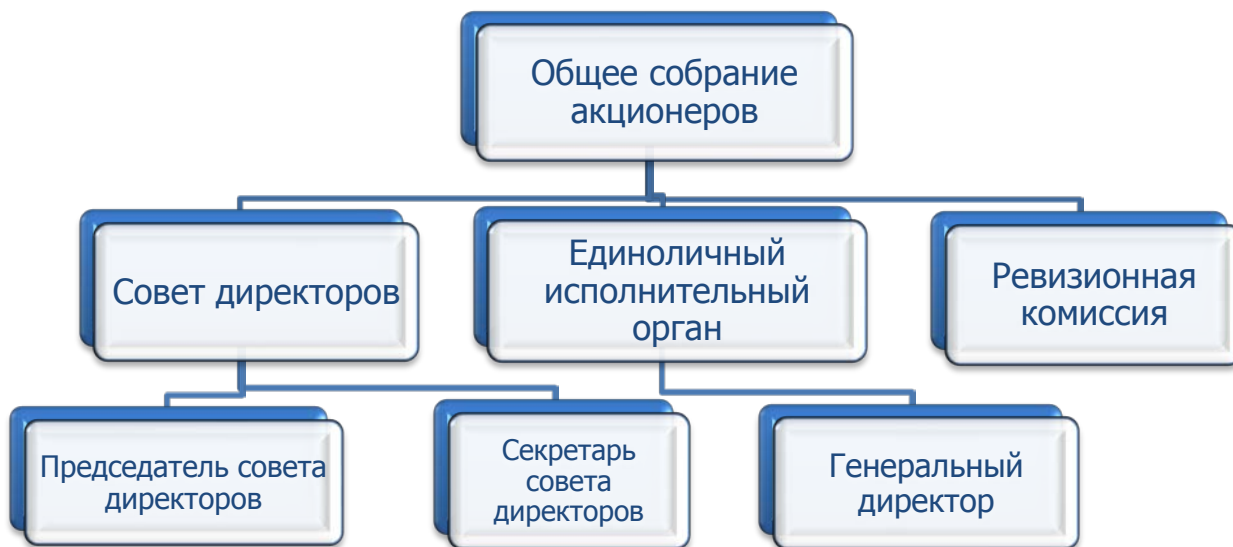 Общее собрание
акционеров
Совет директоров
Единоличный
исполнительный
орган
Ревизионная
комиссия
Председатель совета
директоров
Секретарь
совета
директоров
Генеральный
директор